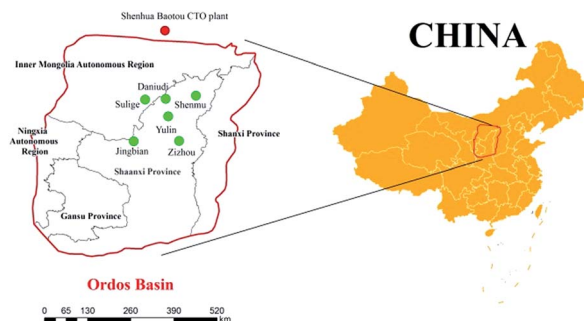 Shenhua Baotou CTO plant
CHINA
Inner Mongolia Autonomous Region
Daniudi
Sulige
Shenmu
Yulin
Ningxia
Autonomous
Region
Shanxi Province
Jingbian
Zizhou
Shaanxi Province
Gansu Province
Ordos Basin
0 65 130 260 390 520
km